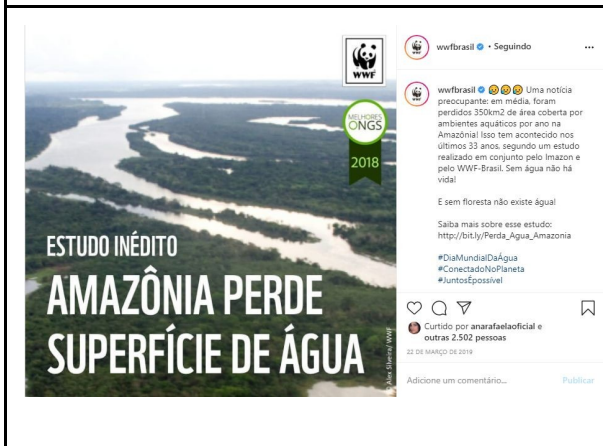 WWF
MELHORES
ONGS
2018
ESTUDO INÉDITO
AMAZÔNIA PERDE
SUPERFÍCIE DE ÁGUA
© Alex Silveira/ WWF
wwfbrasil • Seguindo
wwfbrasil 🤣🤣🤣 Uma notícia
preocupante: em média, foram
perdidos 350km2 de área coberta por
ambientes aquáticos por ano na
Amazônia! Isso tem acontecido nos
últimos 33 anos, segundo um estudo
realizado em conjunto pelo Imazon e
pelo WWF-Brasil. Sem água não há
vida!
E sem floresta não existe água!
Saiba mais sobre esse estudo:
http://bit.ly/Perda_Agua_Amazonia
#DiaMundialDaÁgua
#ConectadoNoPlaneta
#JuntosÉpossível
Curtido por anarafaelaoficial e
outras 2.502 pessoas
22 DE MARÇO DE 2019
Adicione um comentário... Publicar